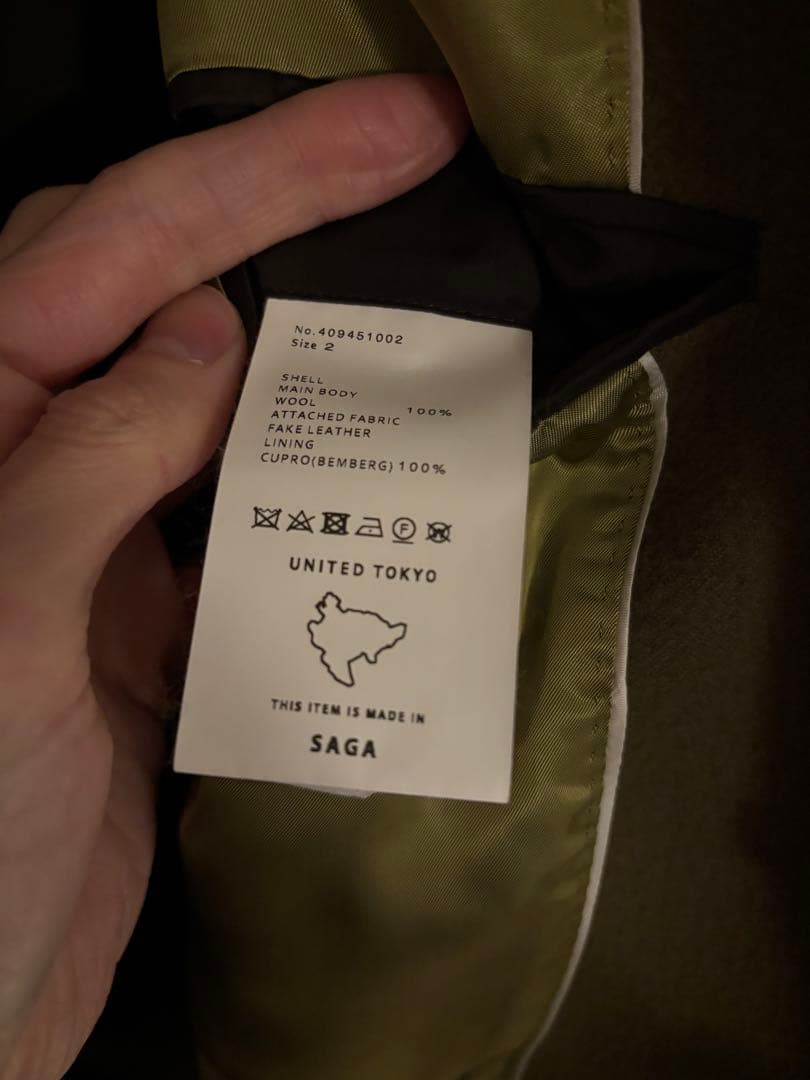 No.409451002
Size 2
SHELL
MAIN BODY
WOOL 100%
ATTACHED FABRIC
FAKE LEATHER
LINING
CUPRO(BEMBERG) 100%
F W
UNITED TOKYO
THIS ITEM IS MADE IN
SAGA